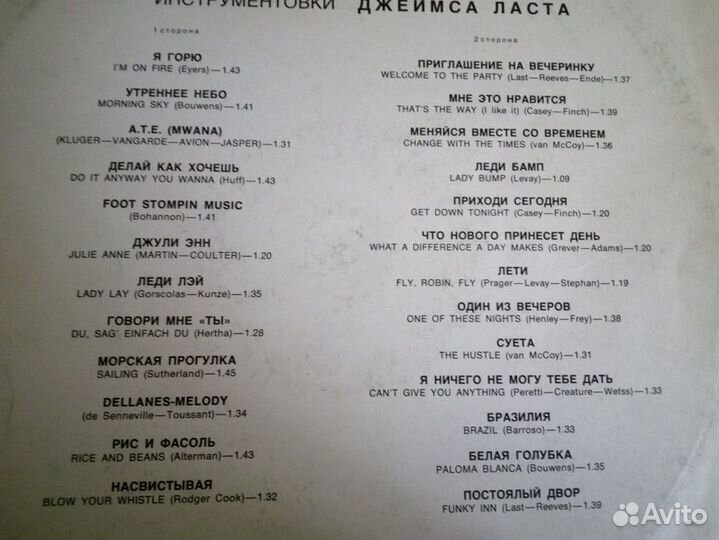 ИНСТРУМЕНТОВКИ ДЖЕЙМСА ЛАСТА
1 сторона
Я ГОРЮ
I'M ON FIRE (Eyers)—1.43
УТРЕННЕЕ НЕБО
MORNING SKY (Bouwens)—1.41
A.T.E. (MWANA)
(KLUGER—VANGARDE—AVION—JASPER)—1.31
ДЕЛАЙ КАК ХОЧЕШЬ
DO IT ANYWAY YOU WANNA (Huff)—1.43
FOOT STOMPIN MUSIC
(Bohannon)—1.41
ДЖУЛИ ЭНН
JULIE ANNE (MARTIN—COULTER)—1.20
ЛЕДИ ЛЭЙ
LADY LAY (Gorscolas—Kunze)—1.35
ГОВОРИ МНЕ «ТЫ»
DU, SAG' EINFACH DU (Hertha)—1.28
МОРСКАЯ ПРОГУЛКА
SAILING (Sutherland)—1.45
DELLANES-MELODY
(de Senneville—Toussant)—1.34
РИС И ФАСОЛЬ
RICE AND BEANS (Alterman)—1.43
НАСВИСТЫВАЯ
BLOW YOUR WHISTLE (Rodger Cook)—1.32
2 сторона
ПРИГЛАШЕНИЕ НА ВЕЧЕРИНКУ
WELCOME TO THE PARTY (Last—Reeves—Ende)—1.37
МНЕ ЭТО НРАВИТСЯ
THAT'S THE WAY (I like it) (Casey—Finch)—1.39
МЕНЯЙСЯ ВМЕСТЕ СО ВРЕМЕНЕМ
CHANGE WITH THE TIMES (van McCoy)—1.36
ЛЕДИ БАМП
LADY BUMP (Levay)—1.09
ПРИХОДИ СЕГОДНЯ
GET DOWN TONIGHT (Casey—Finch)—1.20
ЧТО НОВОГО ПРИНЕСЕТ ДЕНЬ
WHAT A DIFFERENCE A DAY MAKES (Grever—Adams)—1.20
ЛЕТИ
FLY, ROBIN, FLY (Prager—Levay—Stephan)—1.19
ОДИН ИЗ ВЕЧЕРОВ
ONE OF THESE NIGHTS (Henley—Frey)—1.38
СУЕТА
THE HUSTLE (van McCoy)—1.31
Я НИЧЕГО НЕ МОГУ ТЕБЕ ДАТЬ
CAN'T GIVE YOU ANYTHING (Peretti—Creature—Wetss)—1.33
БРАЗИЛИЯ
BRAZIL (Barroso)—1.33
БЕЛАЯ ГОЛУБКА
PALOMA BLANCA (Bouwens)—1.35
ПОСТОЯЛЫЙ ДВОР
FUNKY INN (Last—Reeves)—1.39
Avito